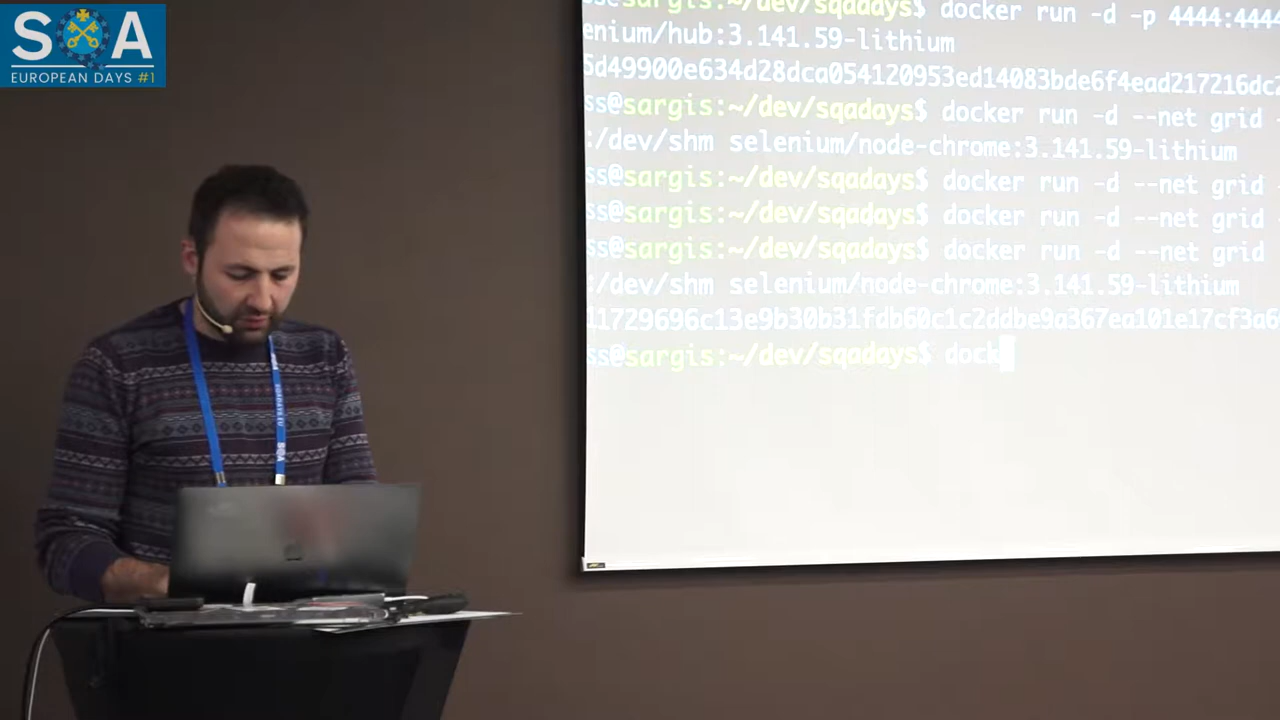 SQA
EUROPEAN DAYS #1
ss@sargis:~/dev/sqadays$ docker run -d -p 4444:4444
enium/hub:3.141.59-lithium
5d49900e634d28dca054120953ed14083bde6f4ead217216dc2
ss@sargis:~/dev/sqadays$ docker run -d --net grid -
:/dev/shm selenium/node-chrome:3.141.59-lithium
ss@sargis:~/dev/sqadays$ docker run -d --net grid -
ss@sargis:~/dev/sqadays$ docker run -d --net grid
ss@sargis:~/dev/sqadays$ docker run -d --net grid
:/dev/shm selenium/node-chrome:3.141.59-lithium
11729696c13e9b30b31fdb60c1c2ddbe9a367ea101e17cf3a6
ss@sargis:~/dev/sqadays$ dock
SQA